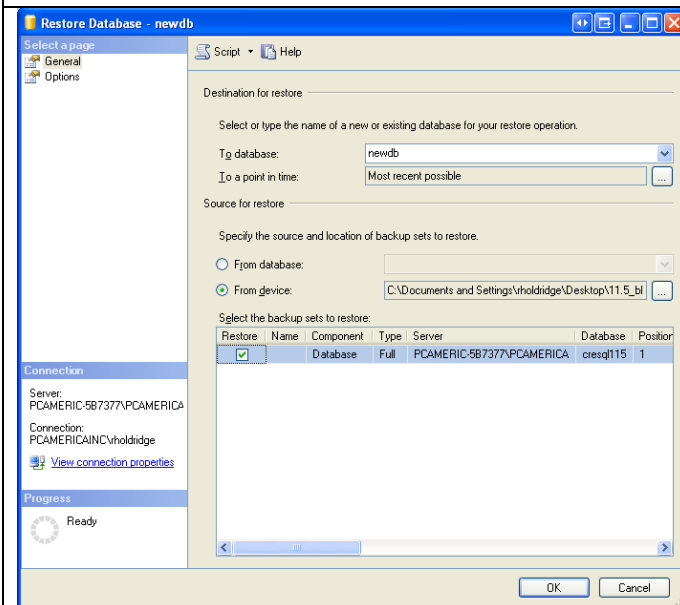 Restore Database - newdb
Select a page
General
Options
Script
Help
Destination for restore
Select or type the name of a new or existing database for your restore operation.
To database:
newdb
To a point in time:
Most recent possible
...
Source for restore
Specify the source and location of backup sets to restore.
From database:
From device:
C:\Documents and Settings\rholdridge\Desktop\11.5_bl
...
Select the backup sets to restore:
Restore Name Component Type Server Database Position
Database Full PCAMERIC-5B7377\PCAMERICA cresql115 1
Connection
Server:
PCAMERIC-5B7377\PCAMERICA
Connection:
PCAMERICAINC\rholdridge
View connection properties
Progress
Ready
OK Cancel